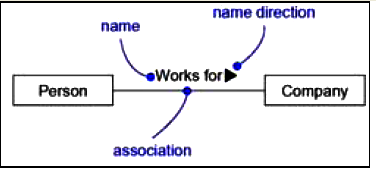 name direction
name
Works for
Person
Company
association